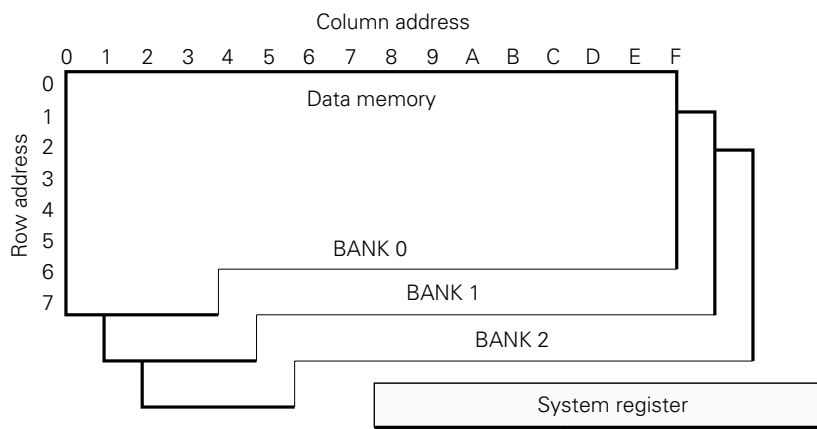 Column address
0 1 2 3 4 5 6 7 8 9 A B C D E F
Row address
0
1
2
3
4
5
6
7
Data memory
BANK 0
BANK 1
BANK 2
System register